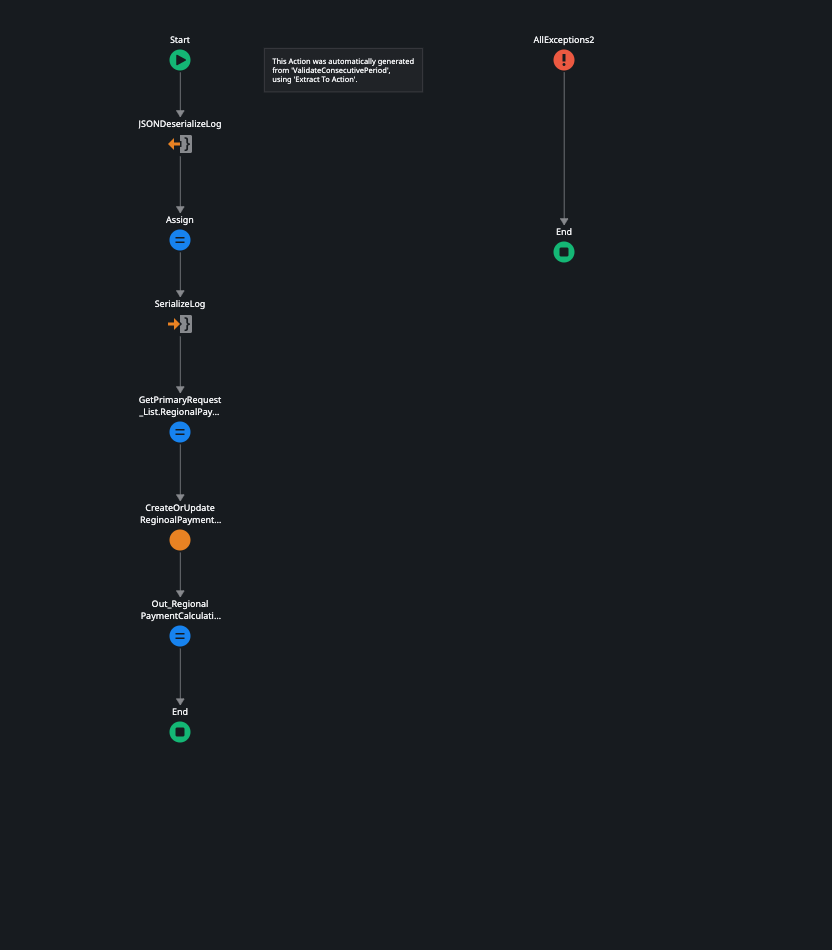 Start
AllExceptions2
This Action was automatically generated
from 'ValidateConsecutivePeriod',
using 'Extract To Action'.
JSONDeserializeLog
Assign
End
SerializeLog
GetPrimaryRequest
_List.RegionalPay...
CreateOrUpdate
ReginoalPayment...
Out_Regional
PaymentCalculati...
End